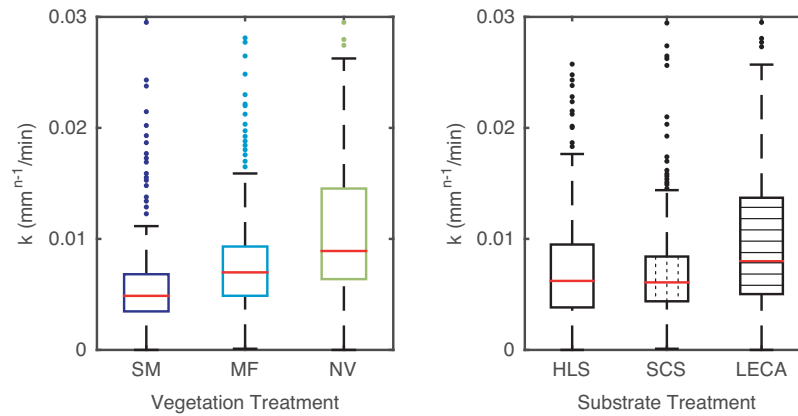 0.03
0.02
0.01
0
k (mm n-1/min)
SM MF NV
Vegetation Treatment
0.03
0.02
0.01
0
k (mm n-1/min)
HLS SCS LECA
Substrate Treatment